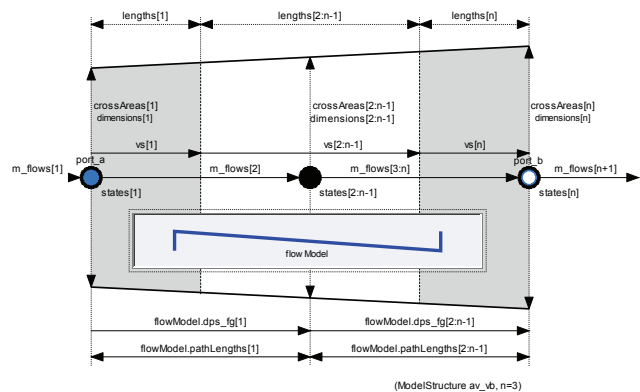 lengths[1] lengths[2:n-1] lengths[n]
crossAreas[1] crossAreas[2:n-1] crossAreas[n]
dimensions[1] dimensions[2:n-1] dimensions[n]
vs[1] vs[2:n-1] vs[n]
port_a port_b
m_flows[1] m_flows[2] m_flows[3:n] m_flows[n+1]
states[1] states[2:n-1] states[n]
flowModel
flowModel.dps_fg[1] flowModel.dps_fg[2:n-1]
flowModel.pathLengths[1] flowModel.pathLengths[2:n-1]
(ModelStructure av_vb, n=3)